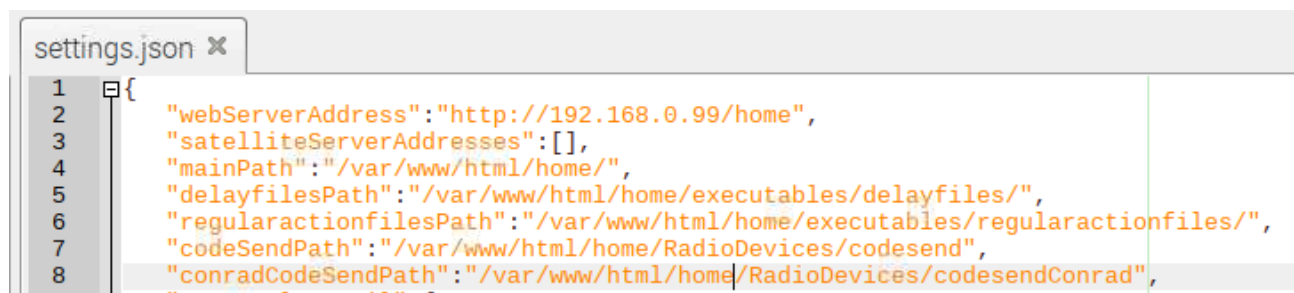 settings.json ×
1 {
2 "webServerAddress":"http://192.168.0.99/home",
3 "satelliteServerAddresses":[],
4 "mainPath":"/var/www/html/home/",
5 "delayfilesPath":"/var/www/html/home/executables/delayfiles/",
6 "regularactionfilesPath":"/var/www/html/home/executables/regularactionfiles/",
7 "codeSendPath":"/var/www/html/home/RadioDevices/codesend",
8 "conradCodeSendPath":"/var/www/html/home/RadioDevices/codesendConrad",